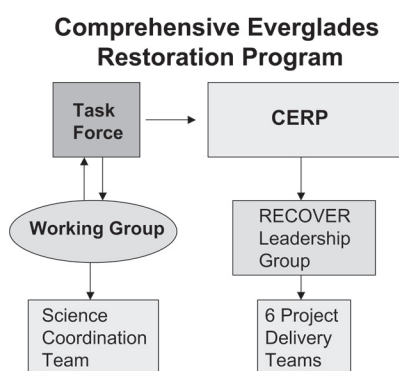 Comprehensive Everglades
Restoration Program
Task
Force
CERP
Working Group
RECOVER
Leadership
Group
Science
Coordination
Team
6 Project
Delivery
Teams